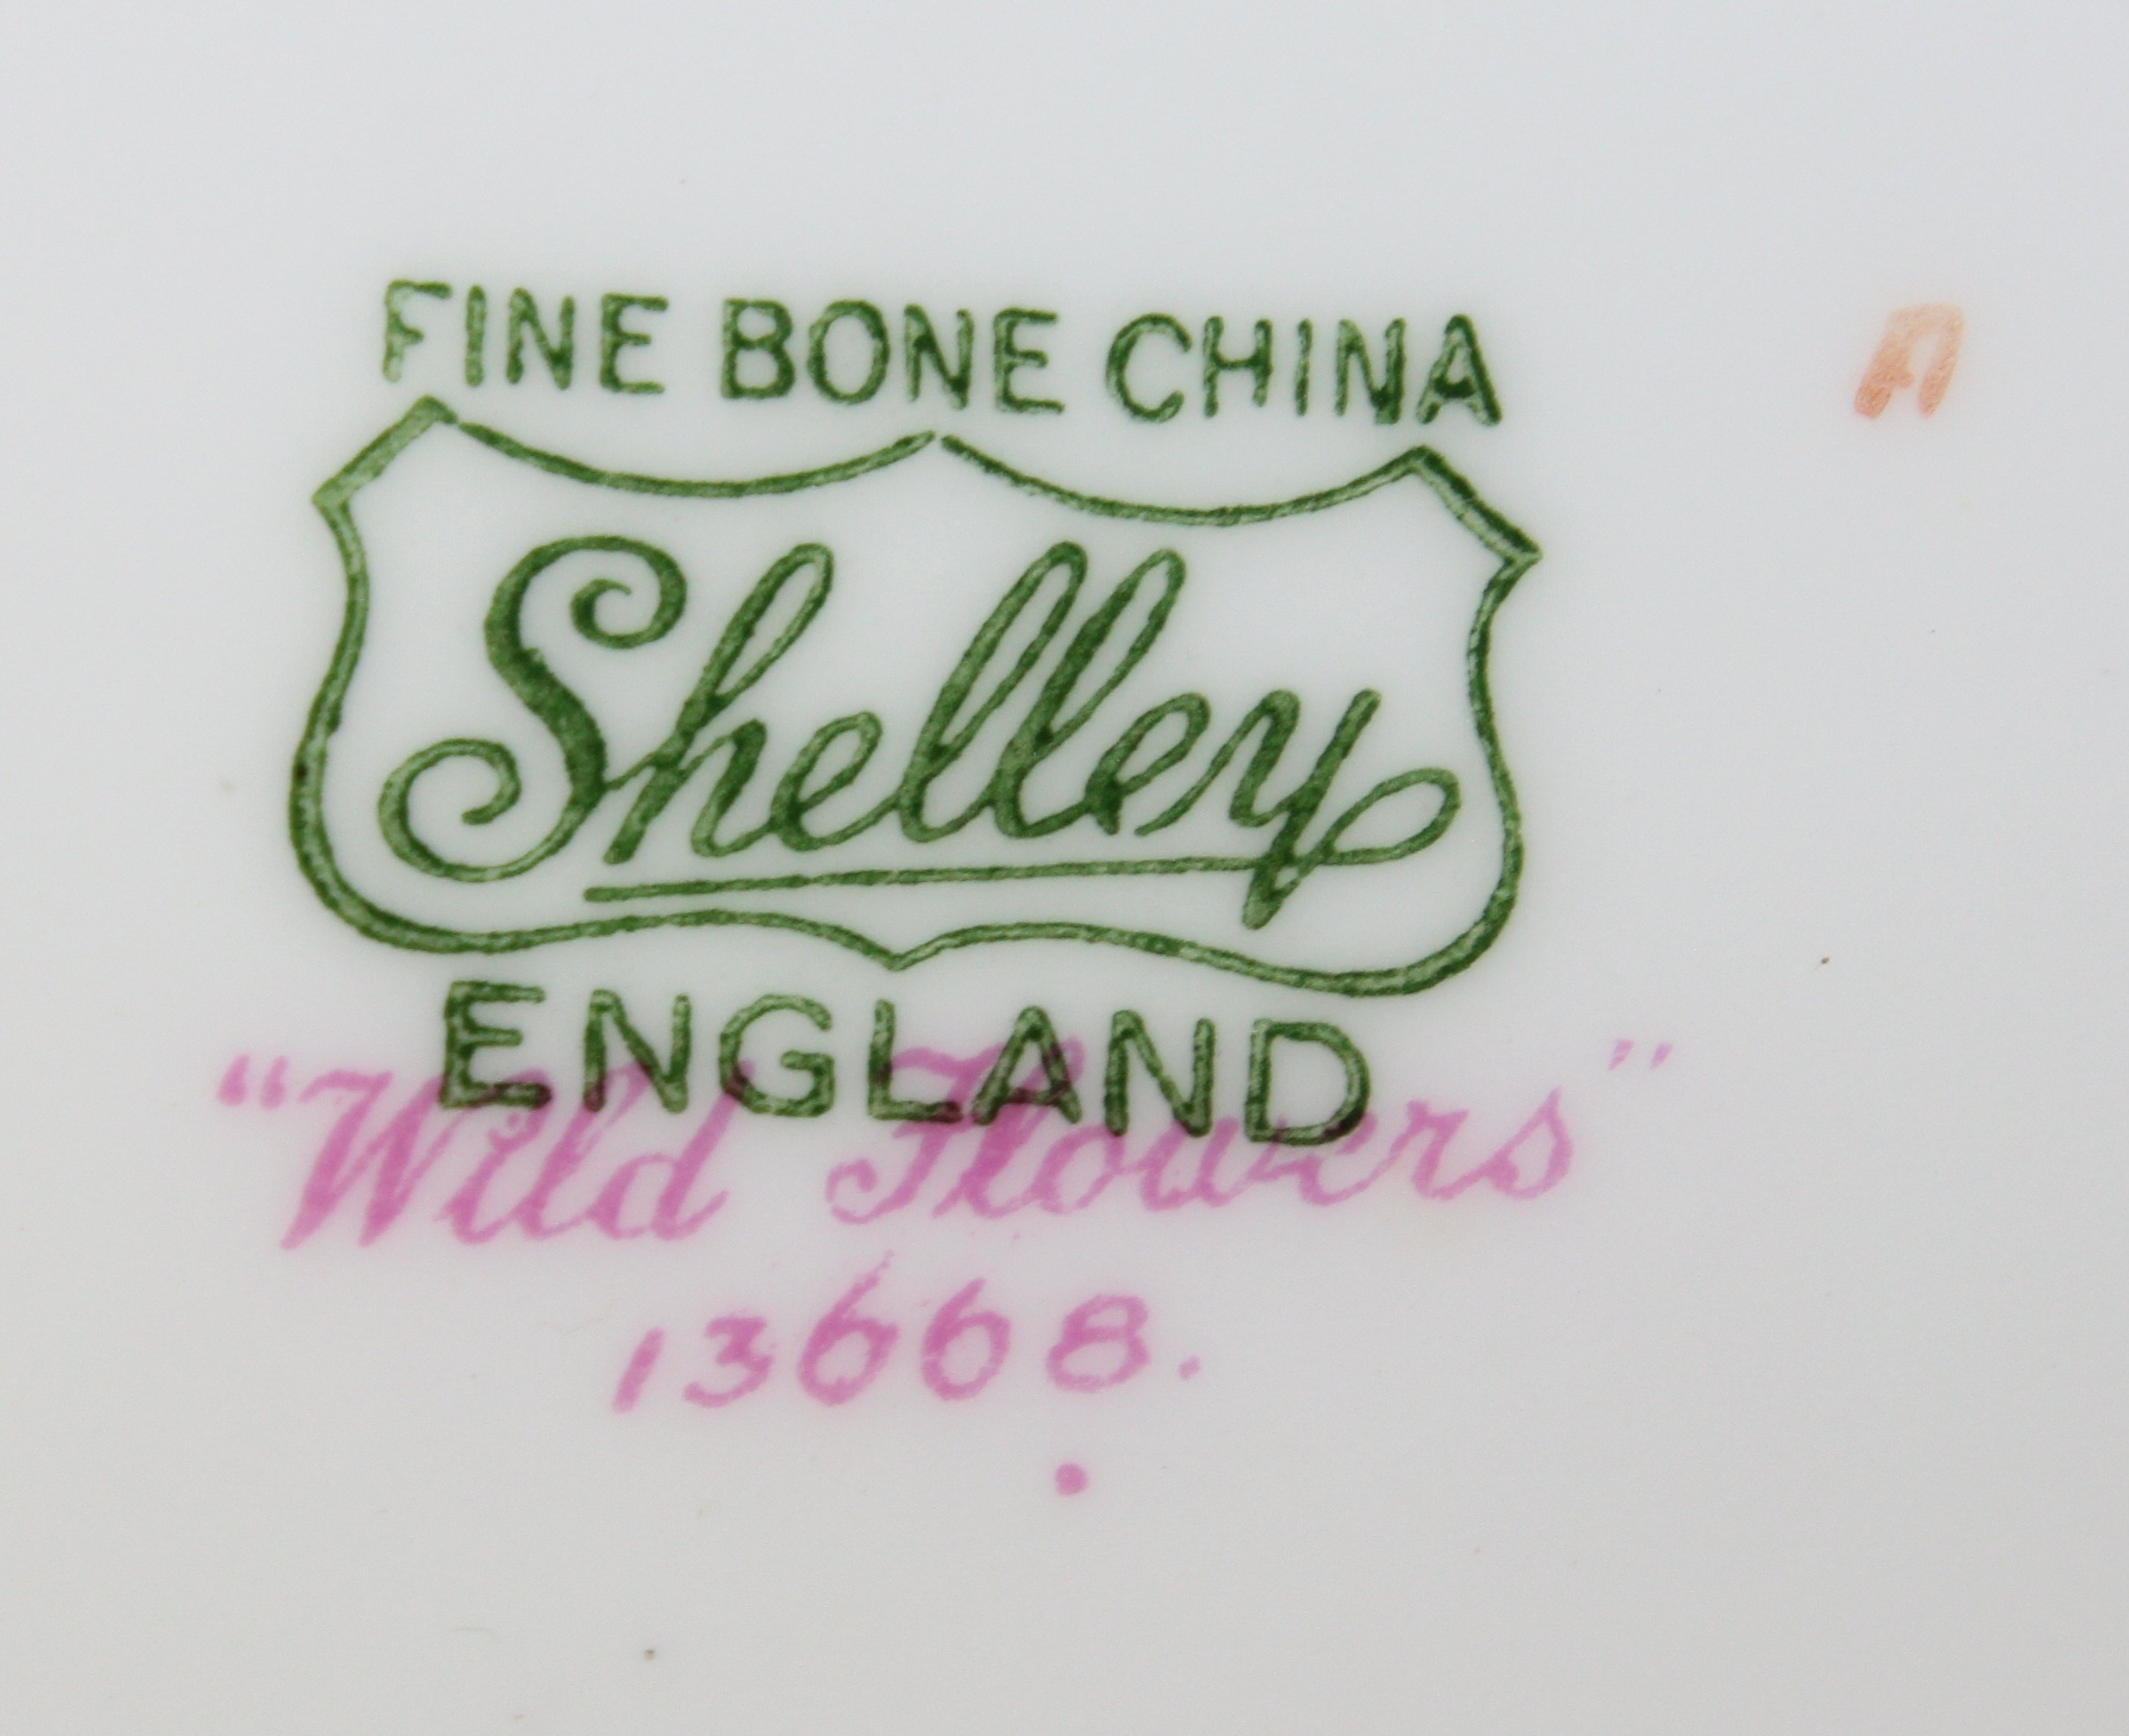 FINE BONE CHINA
A
Shelley
ENGLAND
"Wild Flowers"
13668.